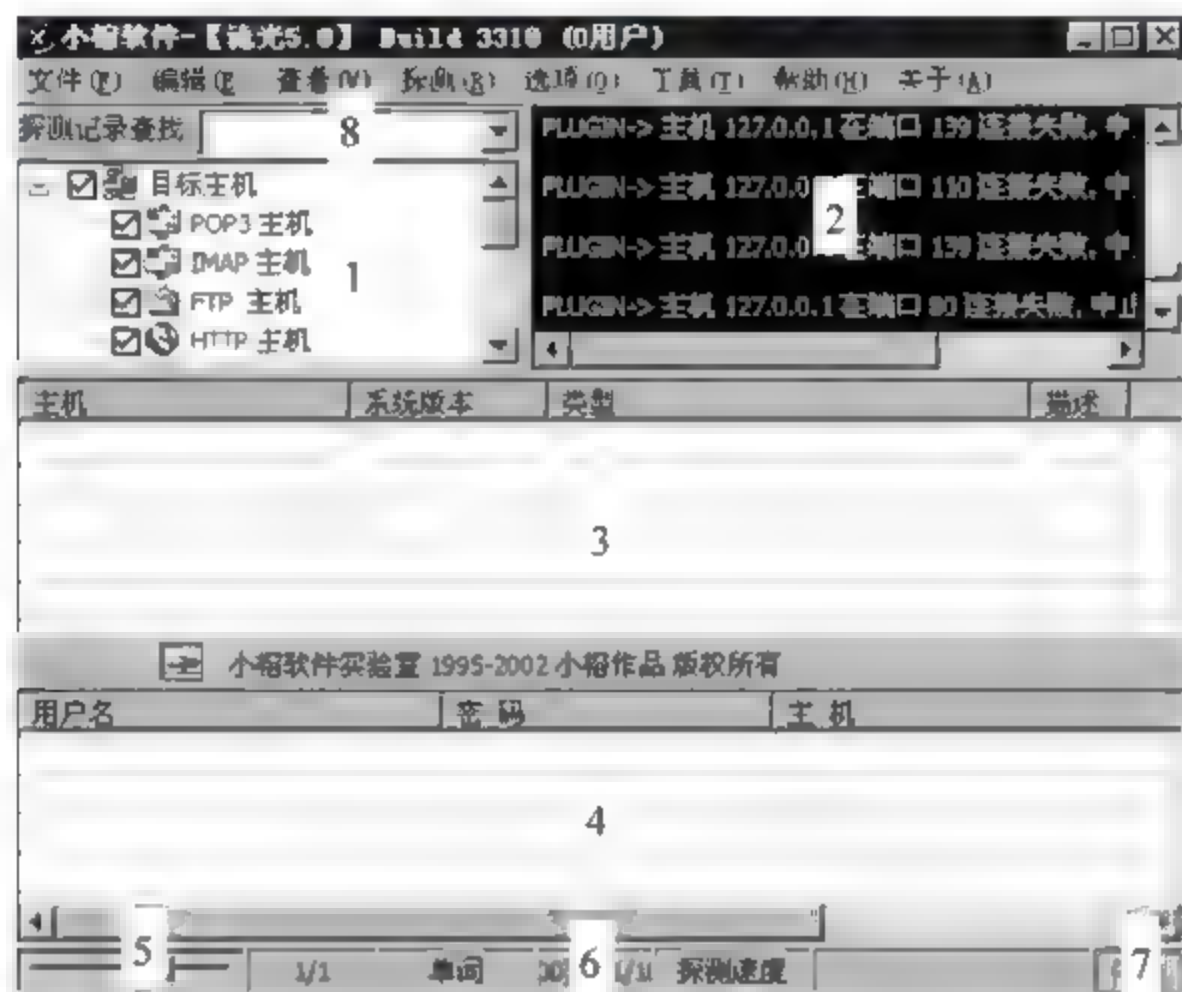 小榕软件-【流光5.0】 Build 3310 (0用户)
文件(F) 编辑(E 查看(V) 探测(R) 选项(O) 工具(T) 帮助(H) 关于(A)
探测记录查找
8
目标主机
POP3 主机
IMAP 主机
FTP 主机
HTTP 主机
1
PLUGIN-> 主机 127.0.0.1 在端口 139 连接失败, 中
PLUGIN-> 主机 127.0.0 在端口 110 连接失败, 中
PLUGIN-> 主机 127.0.0 在端口 139 连接失败, 中
PLUGIN-> 主机 127.0.0.1 在端口 80 连接失败, 中止
2
主机 系统版本 类型 描述
3
小榕软件实验室 1995-2002 小榕作品 版权所有
用户名 密 码 主 机
4
5 1/1 单词 6 探测速度 7